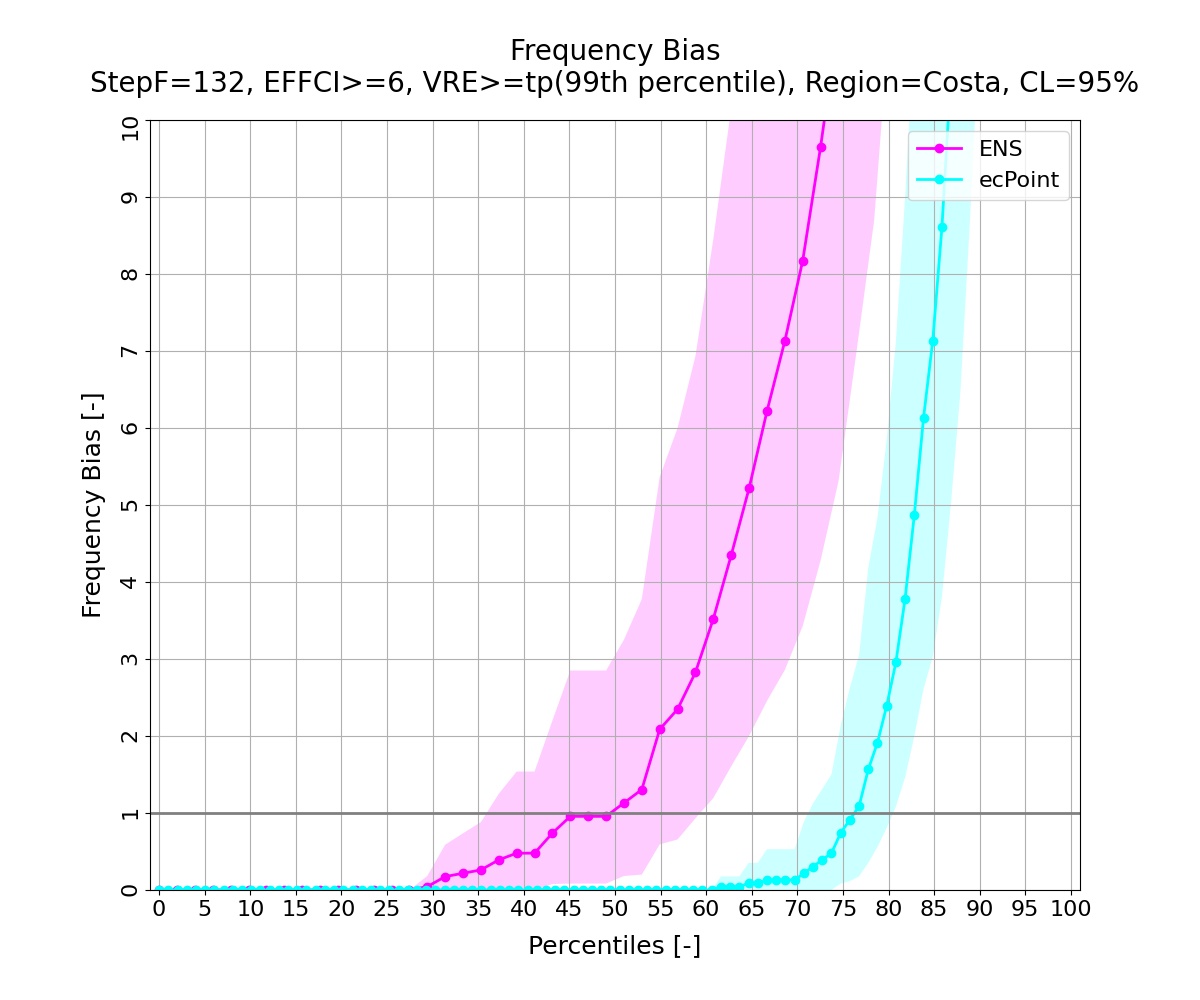 Frequency Bias
StepF=132, EFFCI>=6, VRE>=tp(99th percentile), Region=Costa, CL=95%
ENS
ecPoint
Frequency Bias [-]
10
9
8
7
6
5
4
3
2
1
0
0 5 10 15 20 25 30 35 40 45 50 55 60 65 70 75 80 85 90 95 100
Percentiles [-]